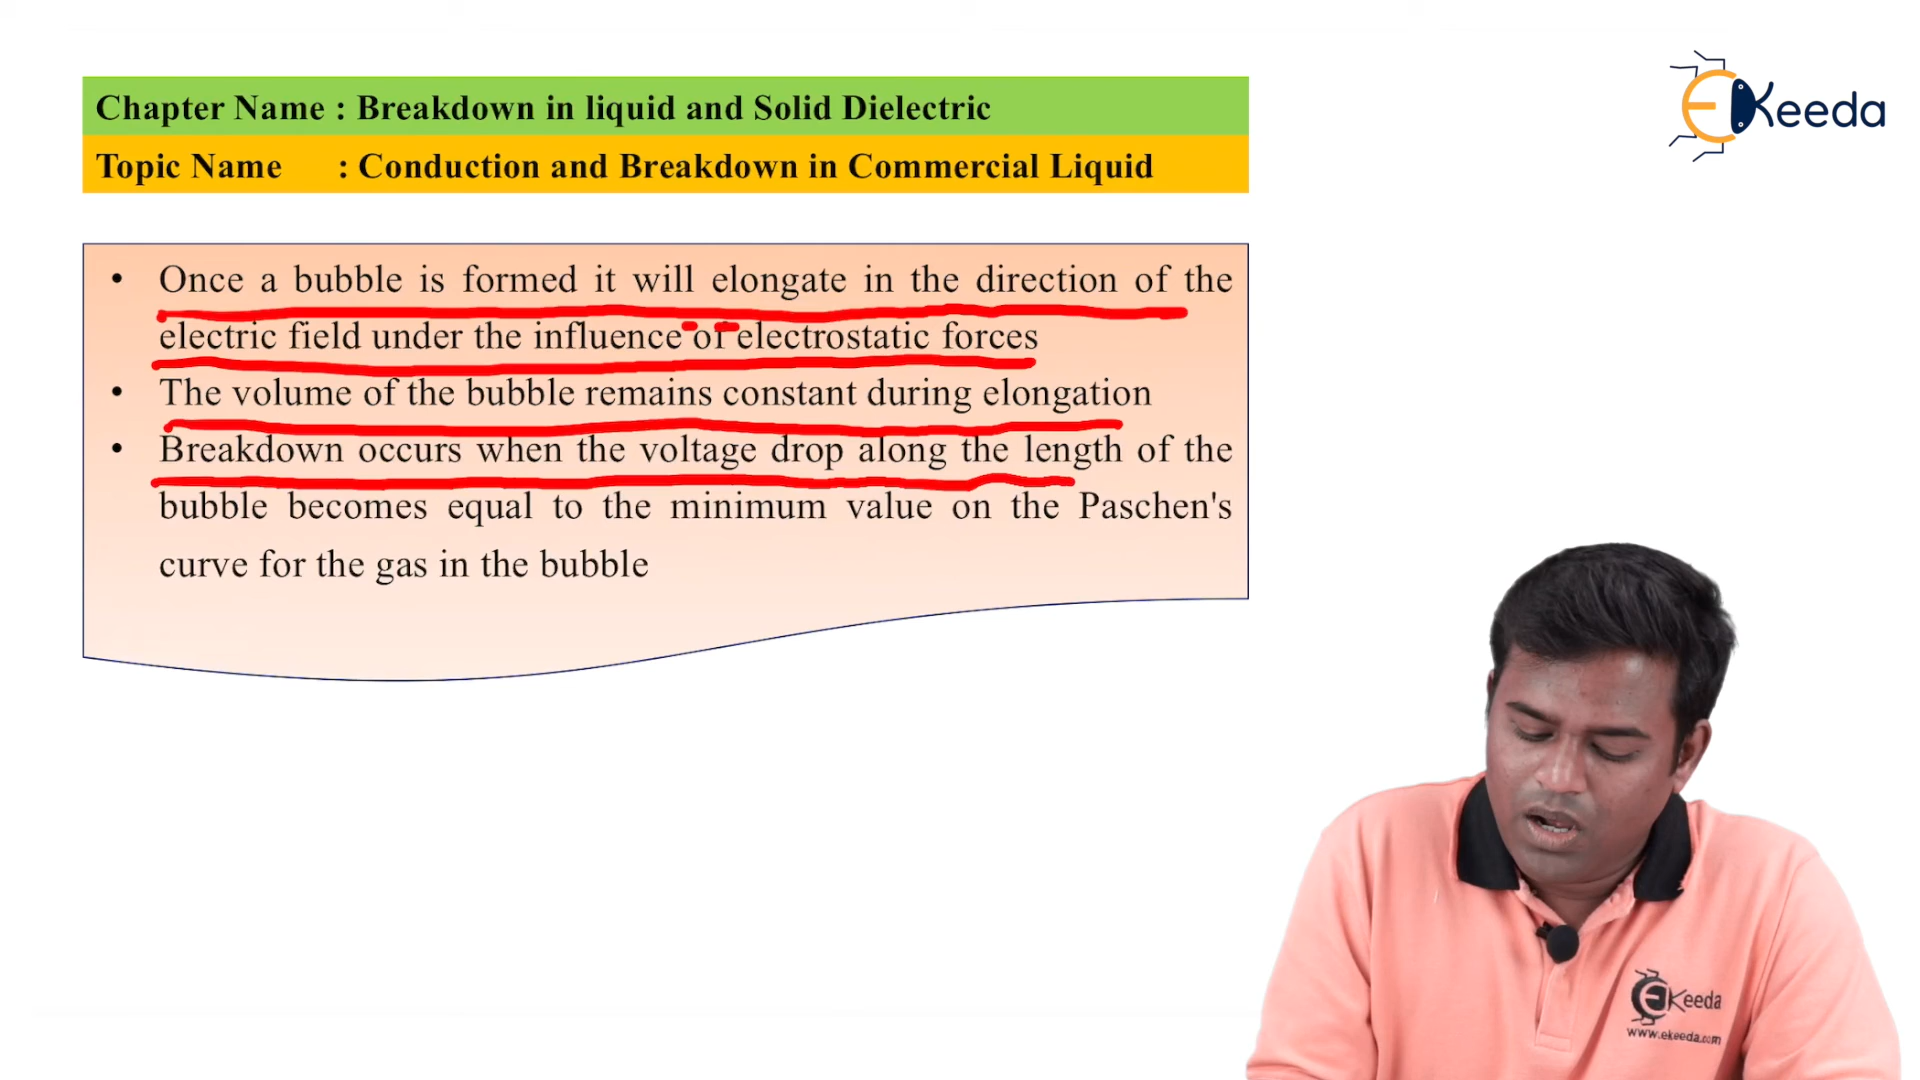 Chapter Name : Breakdown in liquid and Solid Dielectric
Topic Name : Conduction and Breakdown in Commercial Liquid
EKeeda
• Once a bubble is formed it will elongate in the direction of the
electric field under the influence of electrostatic forces
• The volume of the bubble remains constant during elongation
• Breakdown occurs when the voltage drop along the length of the
bubble becomes equal to the minimum value on the Paschen's
curve for the gas in the bubble
EKeeda
www.ekeeda.com